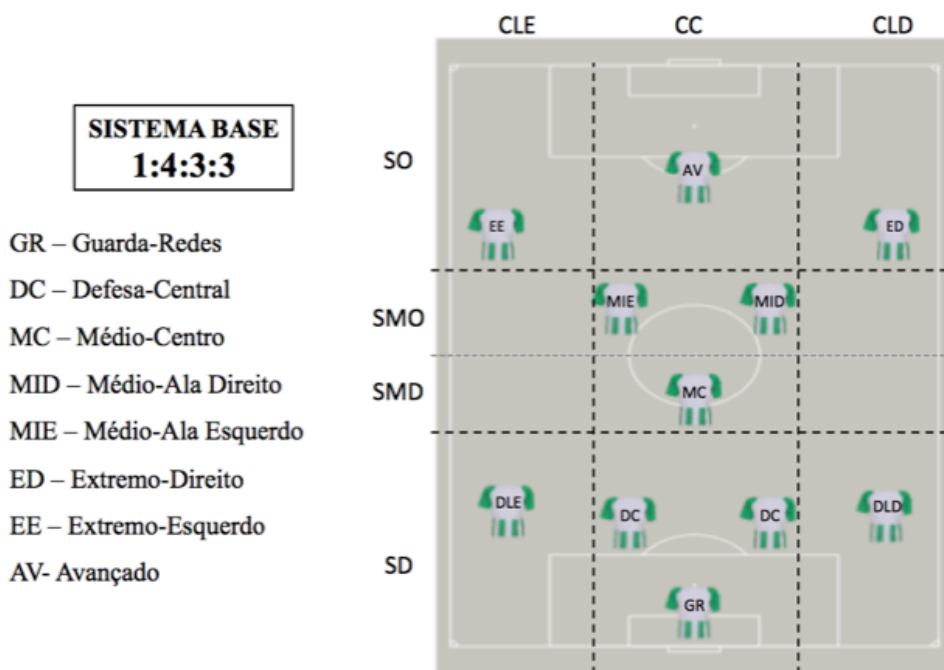 CLE CC CLD
SISTEMA BASE
1:4:3:3
GR – Guarda-Redes
DC – Defesa-Central
MC – Médio-Centro
MID – Médio-Ala Direito
MIE – Médio-Ala Esquerdo
ED – Extremo-Direito
EE – Extremo-Esquerdo
AV- Avançado
SO
SMO
SMD
SD
AV
EE ED
MIE MID
MC
DLE DC DC DLD
GR